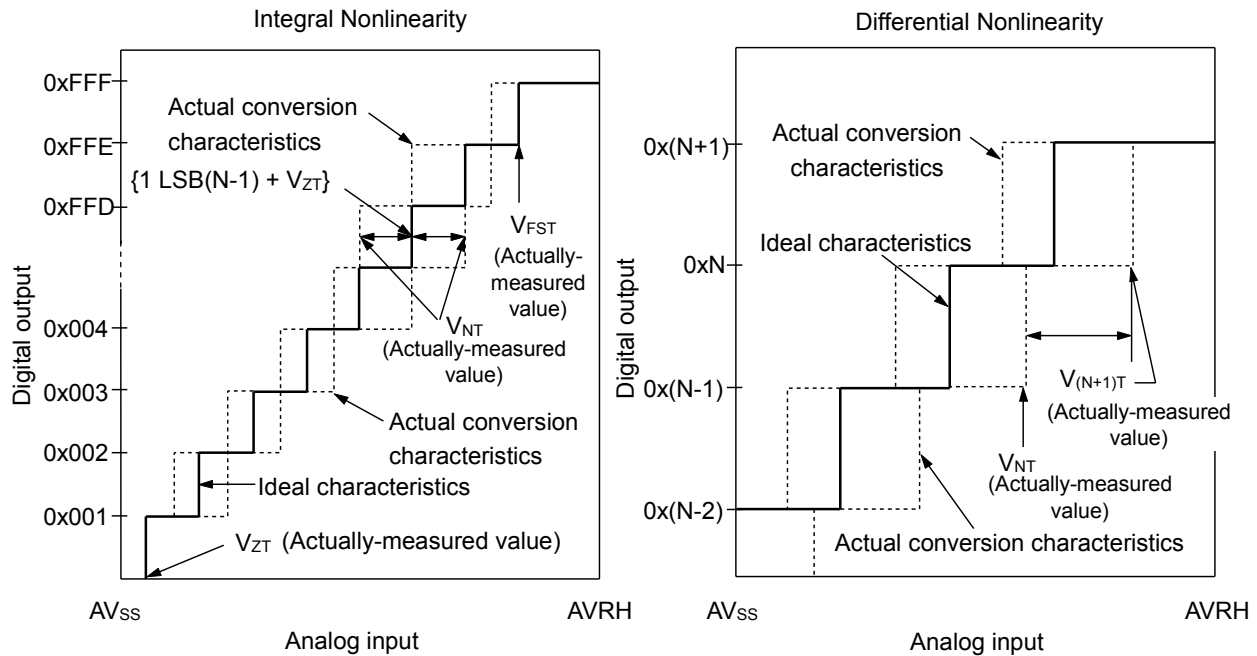 Integral Nonlinearity
0xFFF
0xFFE
0xFFD
0x004
0x003
0x002
0x001
Digital output
Actual conversion
characteristics
{1 LSB(N-1) + VZT}
VFST
(Actually-
measured
value)
VNT
(Actually-measured
value)
Actual conversion
characteristics
Ideal characteristics
VZT (Actually-measured value)
AVss
AVRH
Analog input
Differential Nonlinearity
0x(N+1)
0xN
0x(N-1)
0x(N-2)
Digital output
Actual conversion
characteristics
Ideal characteristics
V(N+1)T
(Actually-measured
value)
VNT
(Actually-measured
value)
Actual conversion characteristics
AVss
AVRH
Analog input